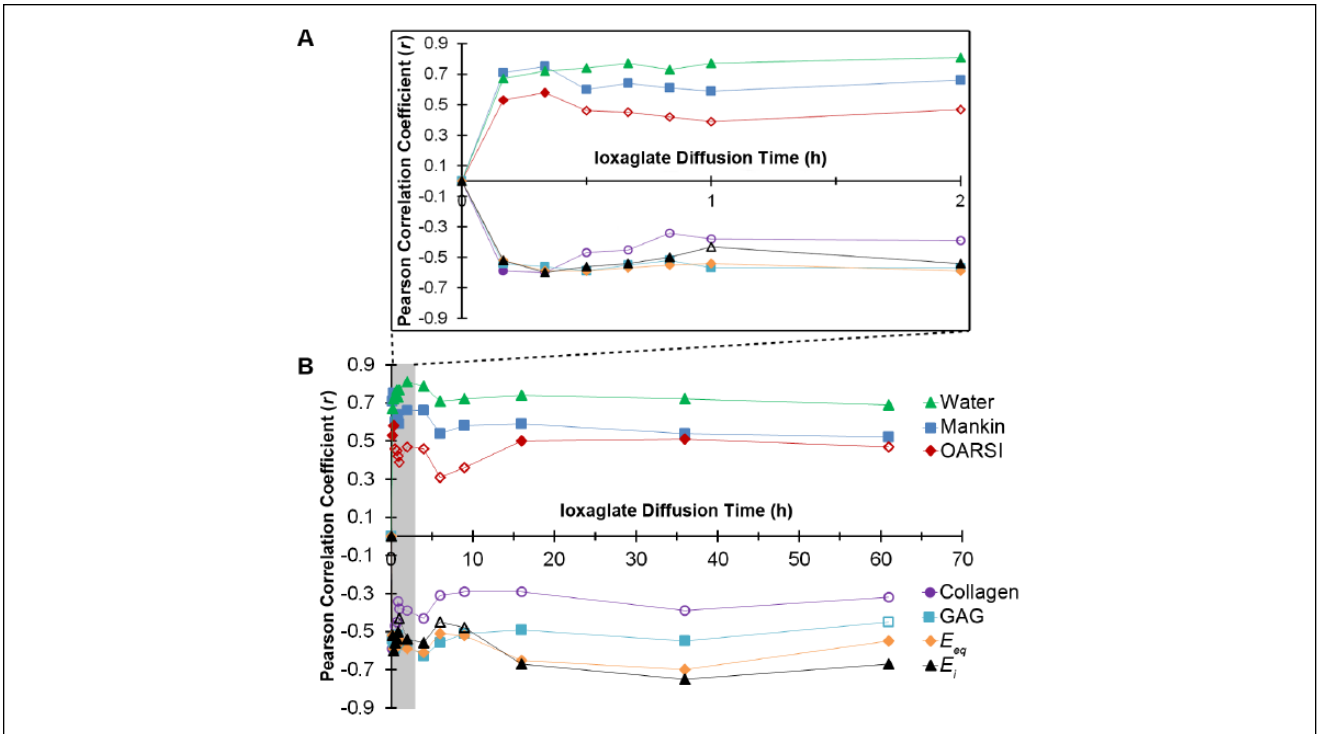 A
Pearson Correlation Coefficient (r)
0.9
0.7
0.5
0.3
0.1
-0.1
-0.3
-0.5
-0.7
-0.9
Ioxaglate Diffusion Time (h)
0 1 2
B
Pearson Correlation Coefficient (r)
0.9
0.7
0.5
0.3
0.1
-0.1
-0.3
-0.5
-0.7
-0.9
Ioxaglate Diffusion Time (h)
0 10 20 30 40 50 60 70
Water
Mankin
OARSI
Collagen
GAG
Eeq
Ei